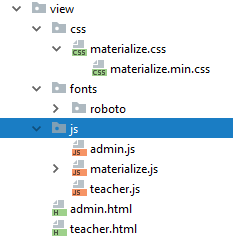 view
css
materialize.css
materialize.min.css
fonts
roboto
js
admin.js
materialize.js
teacher.js
admin.html
teacher.html